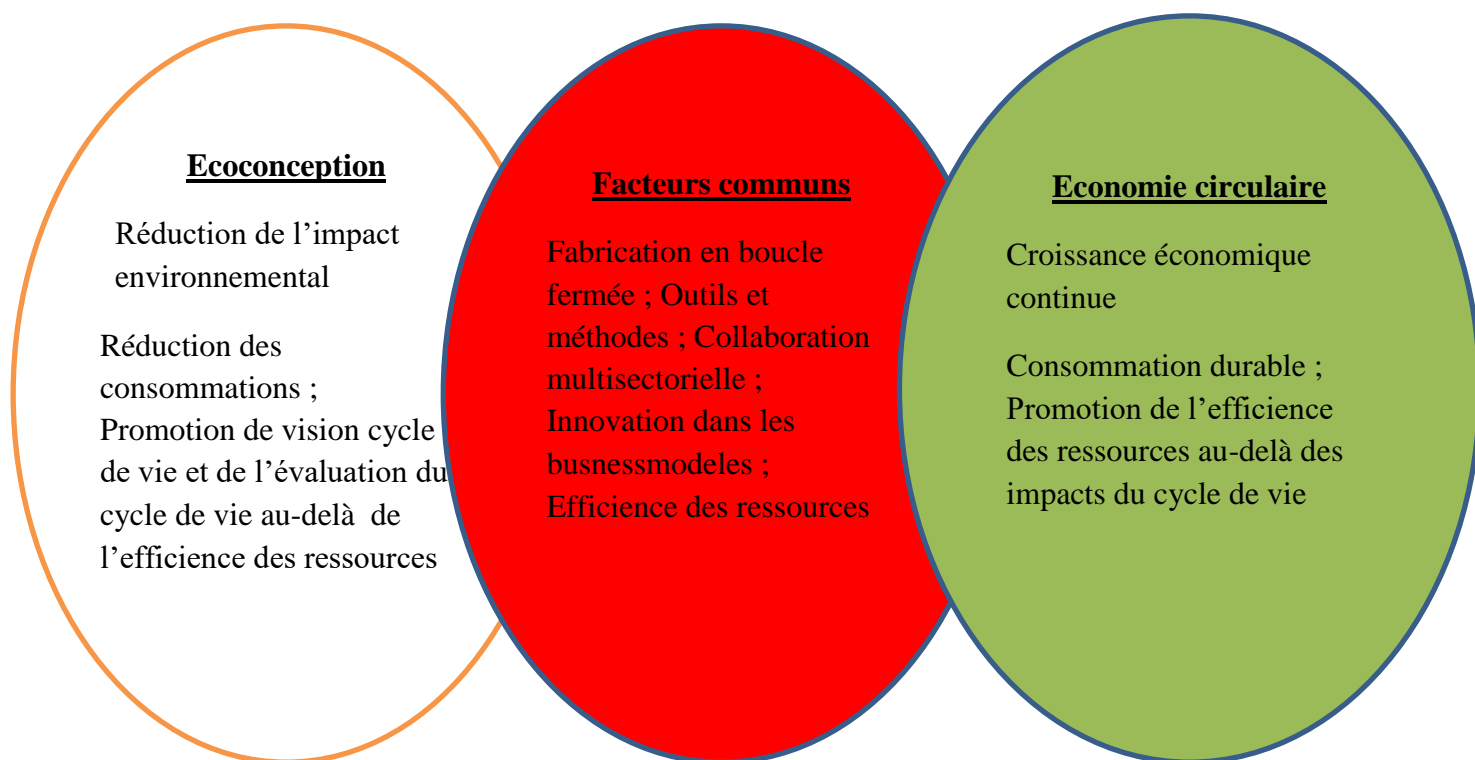 Ecoconception
Réduction de l’impact
environnemental
Réduction des
consommations ;
Promotion de vision cycle
de vie et de l’évaluation du
cycle de vie au-delà de
l’efficience des ressources
Facteurs communs
Fabrication en boucle
fermée ; Outils et
méthodes ; Collaboration
multisectorielle ;
Innovation dans les
busnessmodeles ;
Efficience des ressources
Economie circulaire
Croissance économique
continue
Consommation durable ;
Promotion de l’efficience
des ressources au-delà des
impacts du cycle de vie